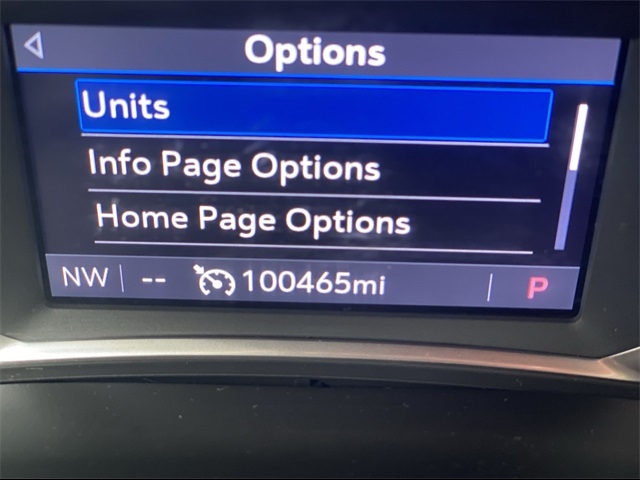 Options
Units
Info Page Options
Home Page Options
NW -- 100465mi P